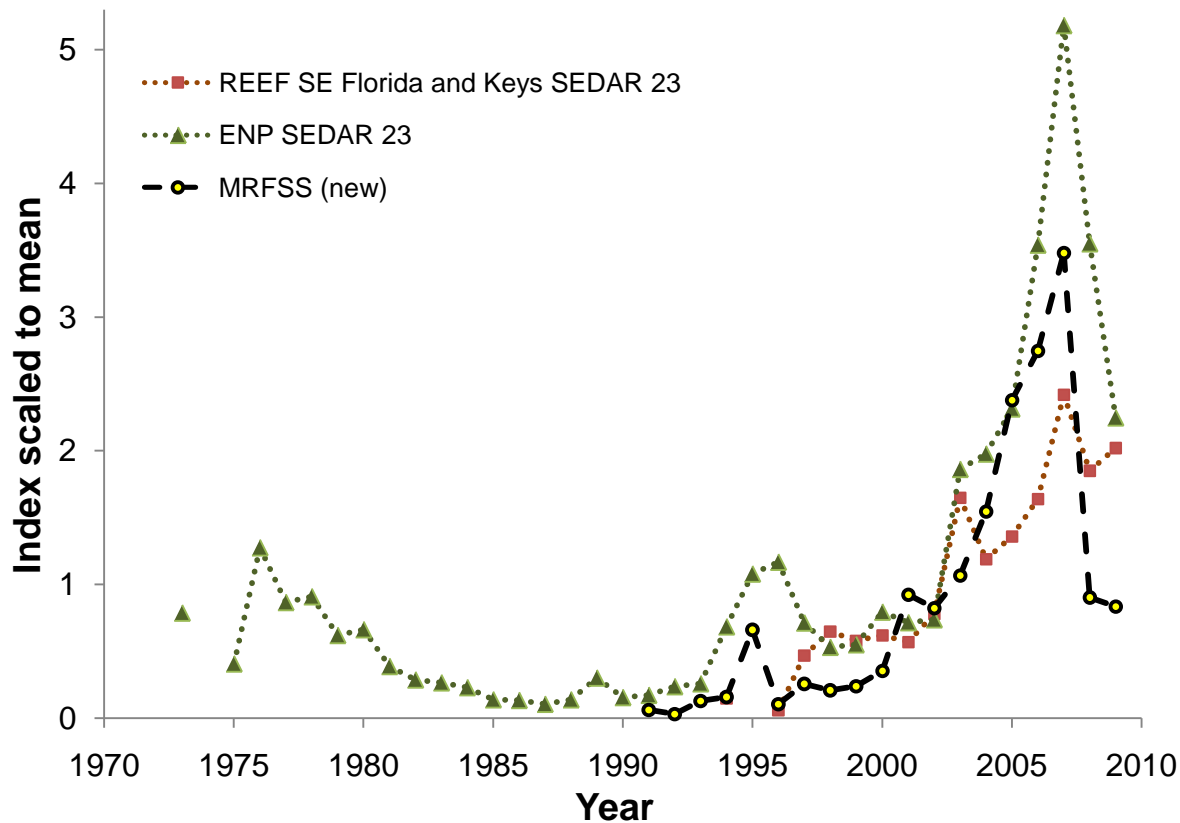 5
REEF SE Florida and Keys SEDAR 23
ENP SEDAR 23
MRFSS (new)
4
3
2
1
0
Index scaled to mean
1970 1975 1980 1985 1990 1995 2000 2005 2010
Year